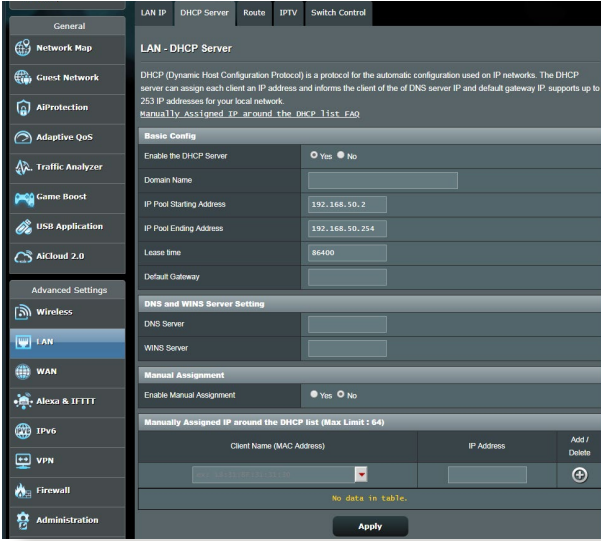 LAN IP DHCP Server Route IPTV Switch Control
General
Network Map
Guest Network
AiProtection
Adaptive QoS
Traffic Analyzer
Game Boost
USB Application
AiCloud 2.0
Advanced Settings
Wireless
LAN
WAN
Alexa & IFTTT
IPv6
VPN
Firewall
Administration
LAN - DHCP Server
DHCP (Dynamic Host Configuration Protocol) is a protocol for the automatic configuration used on IP networks. The DHCP
server can assign each client an IP address and informs the client of the of DNS server IP and default gateway IP. supports up to
253 IP addresses for your local network.
Manually Assigned IP around the DHCP list FAQ
Basic Config
Enable the DHCP Server Yes No
Domain Name
IP Pool Starting Address 192.168.50.2
IP Pool Ending Address 192.168.50.254
Lease time 86400
Default Gateway
DNS and WINS Server Setting
DNS Server
WINS Server
Manual Assignment
Enable Manual Assignment Yes No
Manually Assigned IP around the DHCP list (Max Limit : 64)
Client Name (MAC Address) IP Address Add /
Delete
No data in table.
Apply